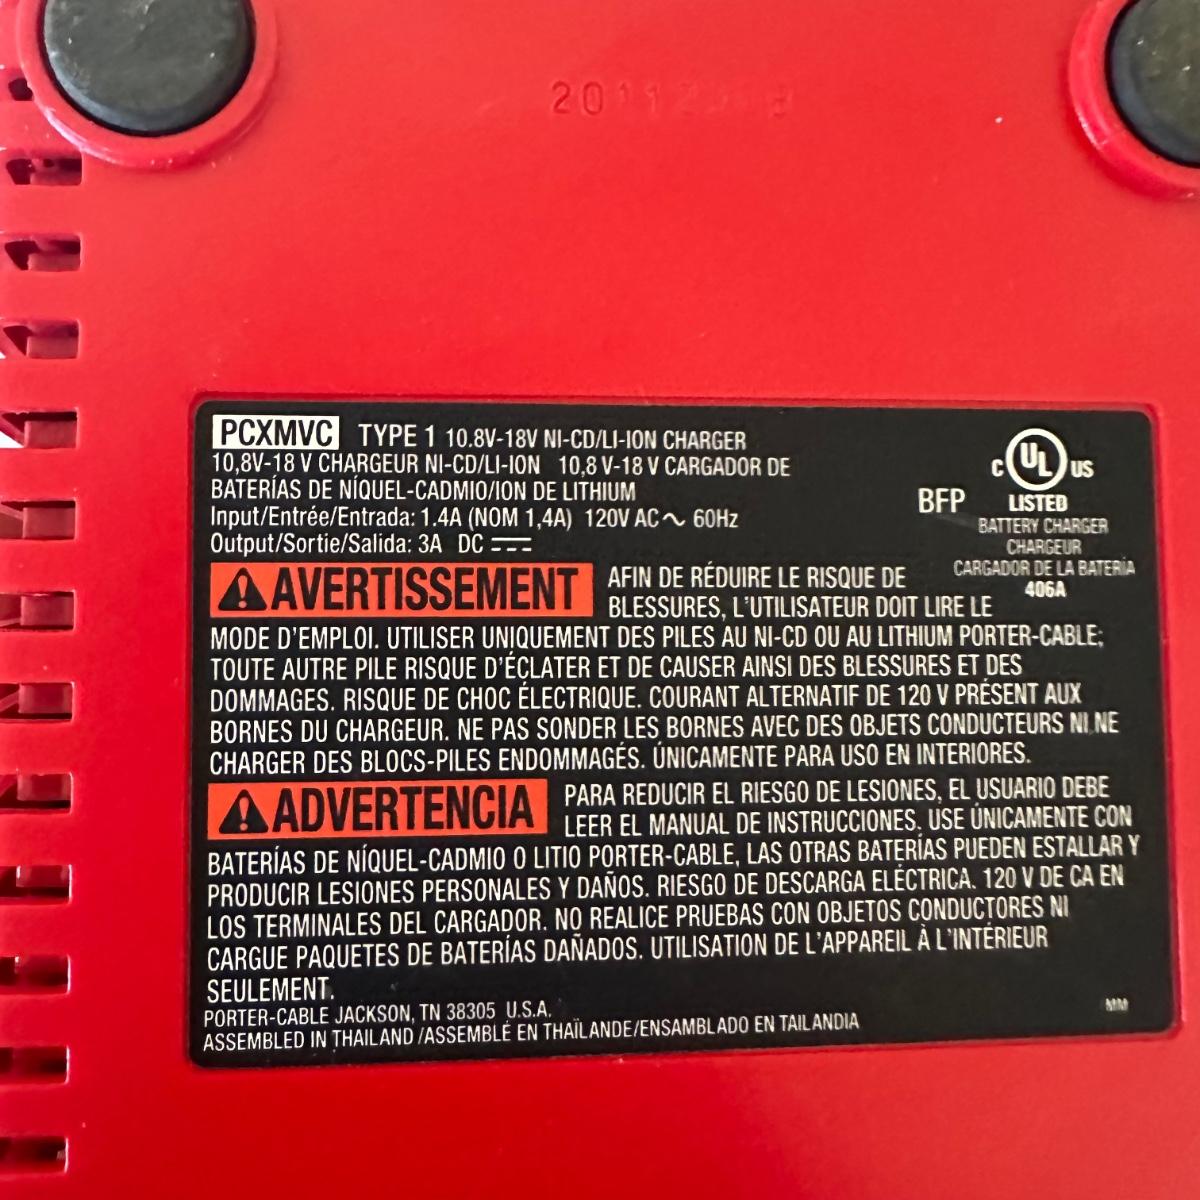 PCXMVC TYPE 1 10.8V-18V NI-CD/LI-ION CHARGER
10,8V-18 V CHARGEUR NI-CD/LI-ION 10,8 V-18 V CARGADOR DE
BATERÍAS DE NÍQUEL-CADMIO/ION DE LITHIUM
Input/Entrée/Entrada: 1.4A (NOM 1,4A) 120V AC∿ 60Hz
Output/Sortie/Salida: 3A DC ⎓
BFP
C UL US
LISTED
BATTERY CHARGER
CHARGEUR
CARGADOR DE LA BATERÍA
406A
⚠AVERTISSEMENT AFIN DE RÉDUIRE LE RISQUE DE
BLESSURES, L'UTILISATEUR DOIT LIRE LE
MODE D'EMPLOI. UTILISER UNIQUEMENT DES PILES AU NI-CD OU AU LITHIUM PORTER-CABLE;
TOUTE AUTRE PILE RISQUE D'ÉCLATER ET DE CAUSER AINSI DES BLESSURES ET DES
DOMMAGES. RISQUE DE CHOC ÉLECTRIQUE. COURANT ALTERNATIF DE 120 V PRÉSENT AUX
BORNES DU CHARGEUR. NE PAS SONDER LES BORNES AVEC DES OBJETS CONDUCTEURS NI NE
CHARGER DES BLOCS-PILES ENDOMMAGÉS. ÚNICAMENTE PARA USO EN INTERIORES.
⚠ADVERTENCIA PARA REDUCIR EL RIESGO DE LESIONES, EL USUARIO DEBE
LEER EL MANUAL DE INSTRUCCIONES. USE ÚNICAMENTE CON
BATERÍAS DE NÍQUEL-CADMIO O LITIO PORTER-CABLE, LAS OTRAS BATERÍAS PUEDEN ESTALLAR Y
PRODUCIR LESIONES PERSONALES Y DAÑOS. RIESGO DE DESCARGA ELÉCTRICA. 120 V DE CA EN
LOS TERMINALES DEL CARGADOR. NO REALICE PRUEBAS CON OBJETOS CONDUCTORES NI
CARGUE PAQUETES DE BATERÍAS DAÑADOS. UTILISATION DE L'APPAREIL À L'INTÉRIEUR
SEULEMENT.
PORTER-CABLE JACKSON, TN 38305 U.S.A.
ASSEMBLED IN THAILAND /ASSEMBLÉ EN THAÏLANDE/ENSAMBLADO EN TAILANDIA
MM